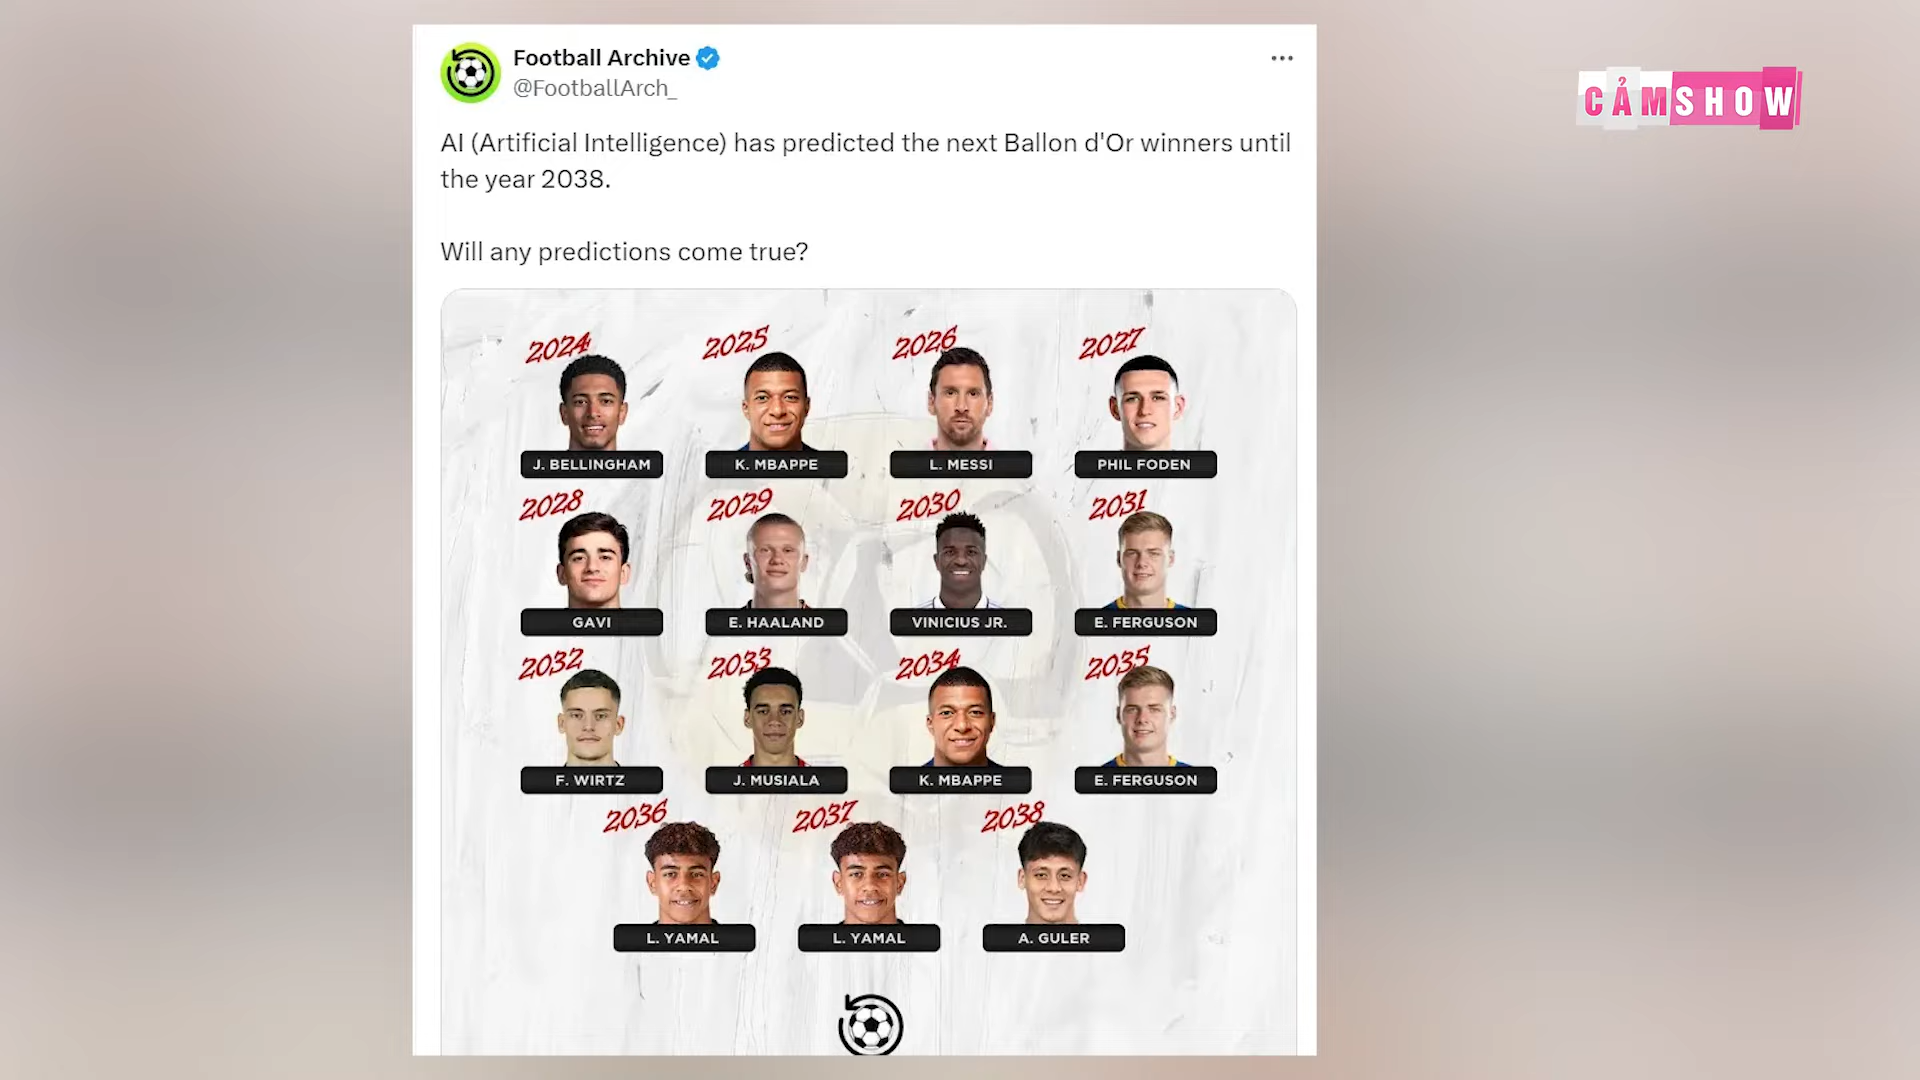 Football Archive
@FootballArch_
CẢMSHOW
AI (Artificial Intelligence) has predicted the next Ballon d'Or winners until
the year 2038.
Will any predictions come true?
2024 2025 2026 2027
J. BELLINGHAM K. MBAPPE L. MESSI PHIL FODEN
2028 2029 2030 2031
GAVI E. HAALAND VINICIUS JR. E. FERGUSON
2032 2033 2034 2035
F. WIRTZ J. MUSIALA K. MBAPPE E. FERGUSON
2036 2037 2038
L. YAMAL L. YAMAL A. GULER